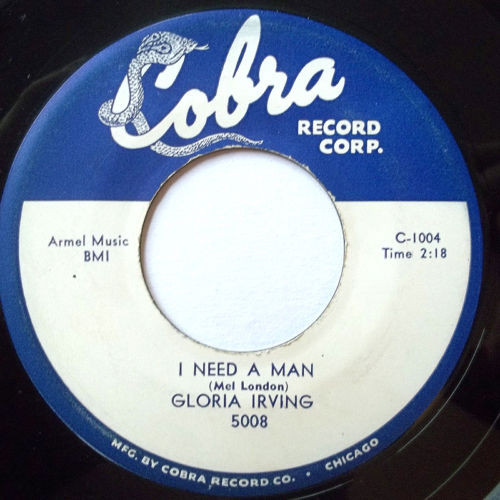 Cobra
RECORD
CORP.
Armel Music
BMI
C-1004
Time 2:18
I NEED A MAN
(Mel London)
GLORIA IRVING
5008
MFG. BY COBRA RECORD CO. • CHICAGO